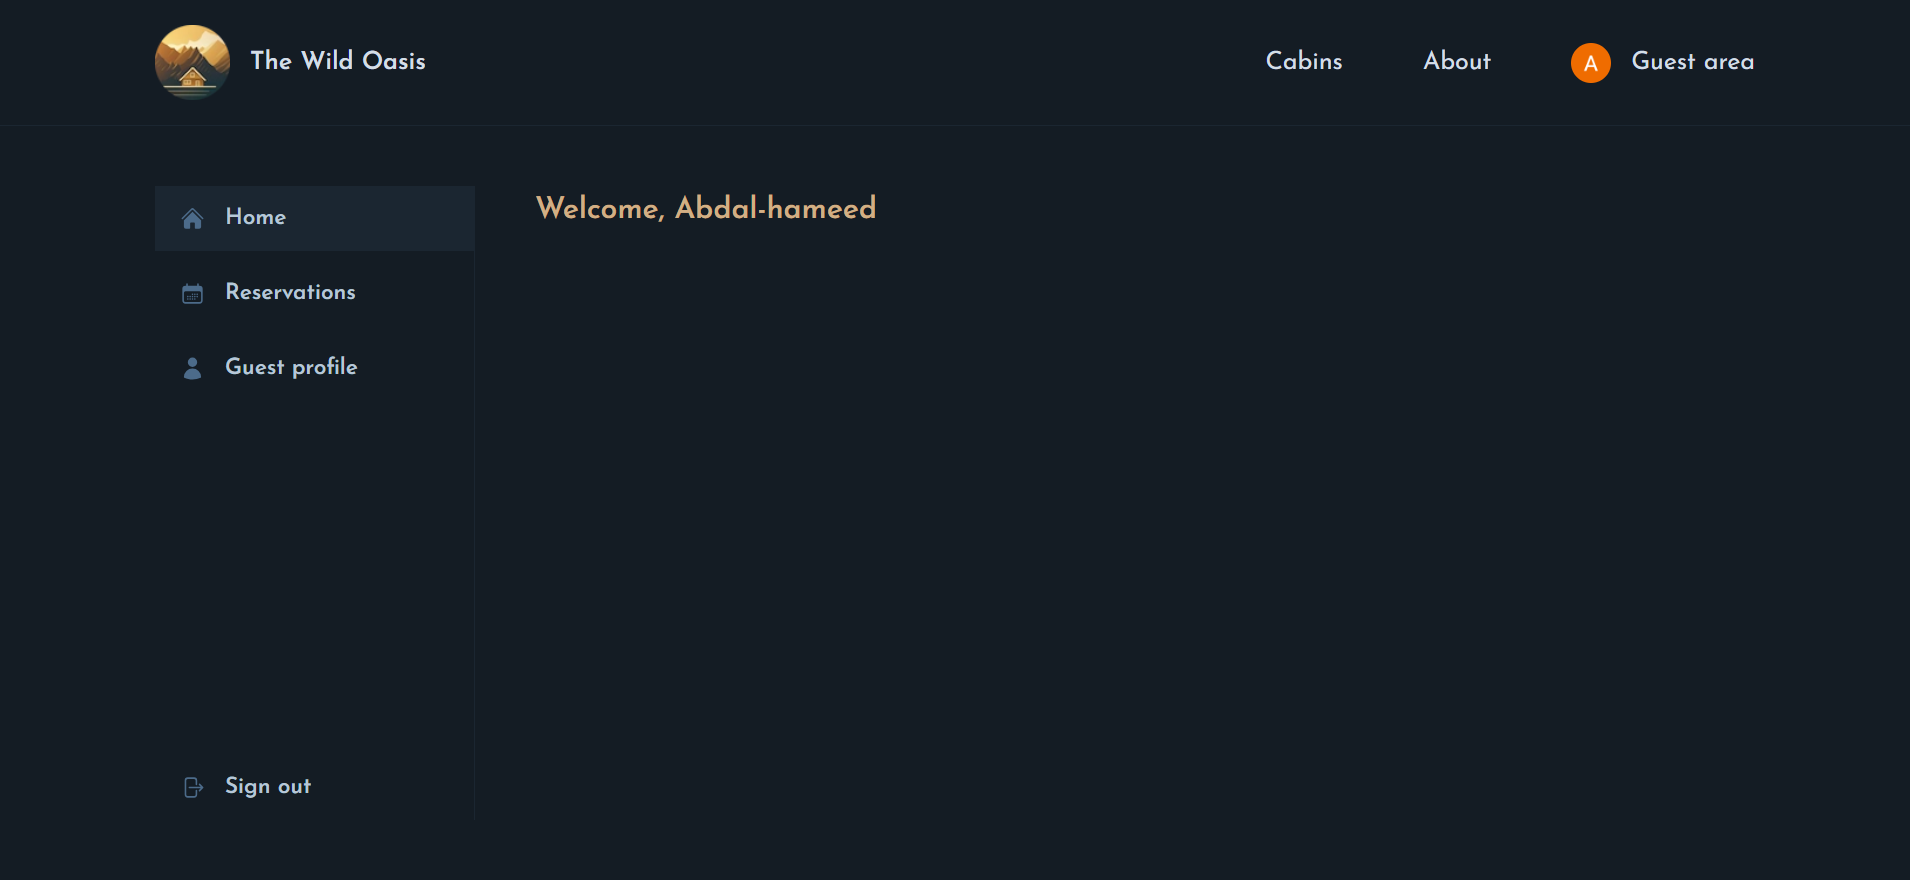 The Wild Oasis
Cabins
About
A
Guest area
Home
Reservations
Guest profile
Sign out
Welcome, Abdal-hameed